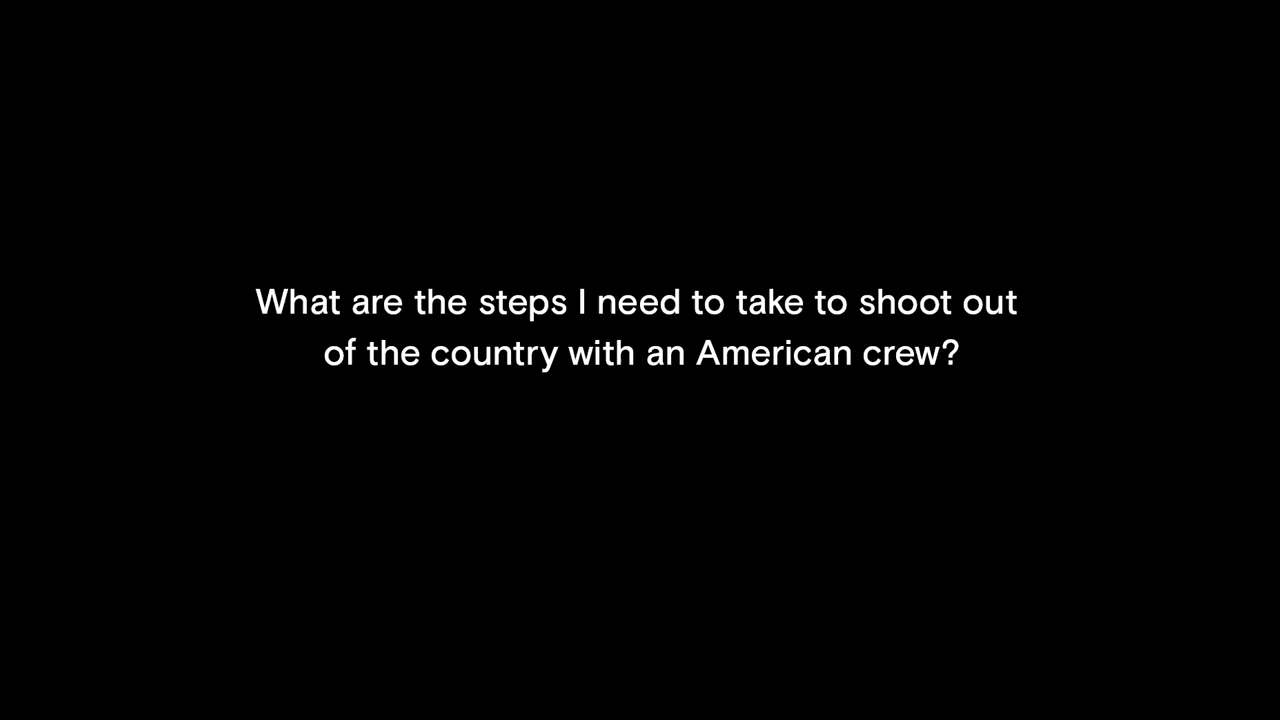 What are the steps I need to take to shoot out
of the country with an American crew?